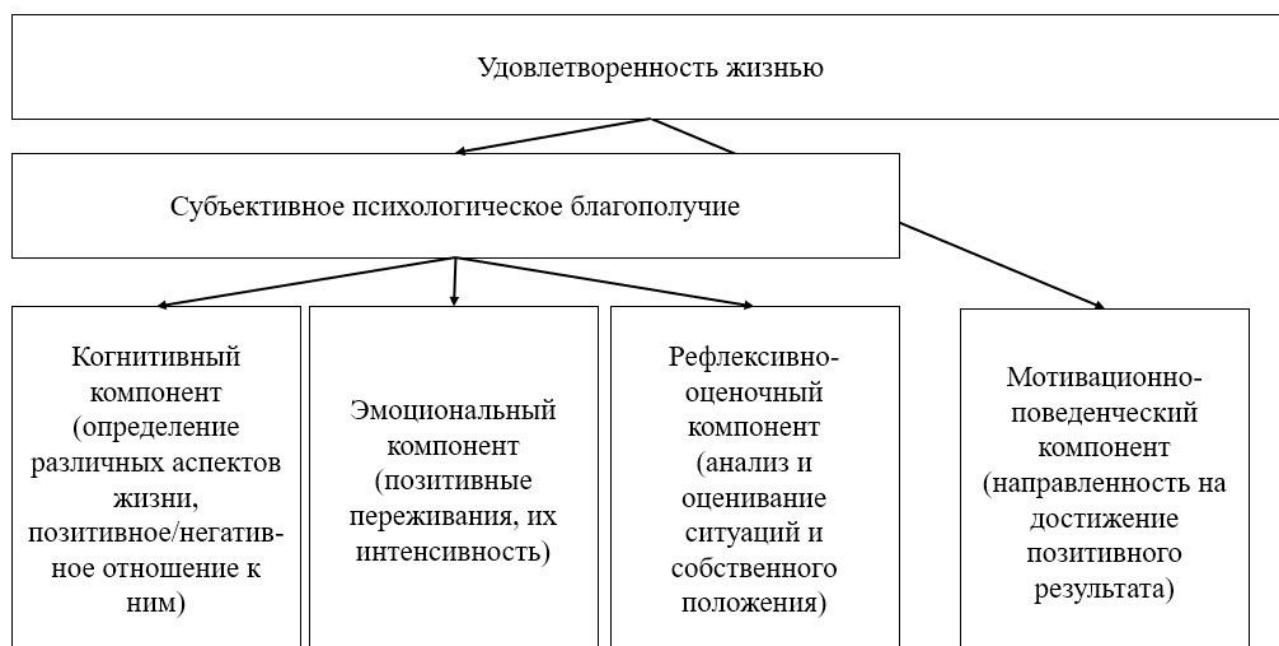 Удовлетворенность жизнью
Субъективное психологическое благополучие
Когнитивный
компонент
(определение
различных аспектов
жизни,
позитивное/негатив-
ное отношение к
ним)
Эмоциональный
компонент
(позитивные
переживания, их
интенсивность)
Рефлексивно-
оценочный
компонент
(анализ и
оценивание
ситуаций и
собственного
положения)
Мотивационно-
поведенческий
компонент
(направленность на
достижение
позитивного
результата)